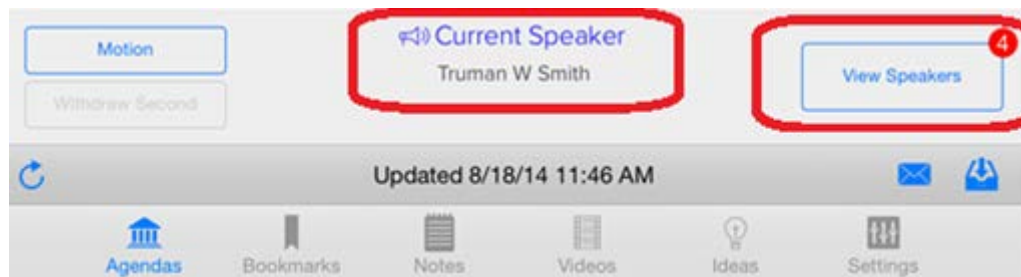 Motion
Withdraw Second
Current Speaker
Truman W Smith
4
View Speakers
Updated 8/18/14 11:46 AM
Agendas
Bookmarks
Notes
Videos
Ideas
Settings